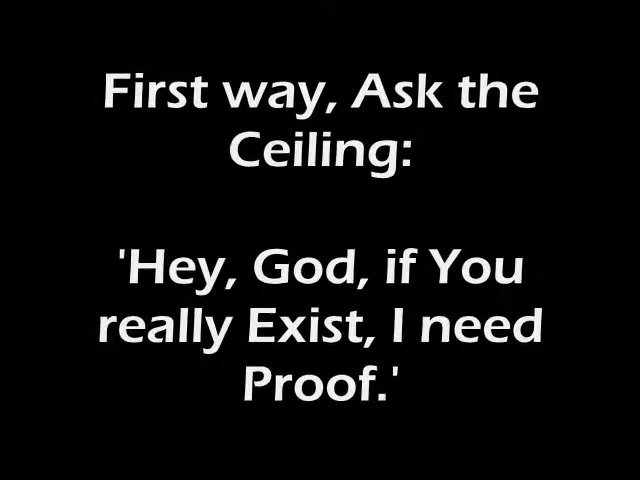 First way, Ask the
Ceiling:
'Hey, God, if You
really Exist, I need
Proof.'